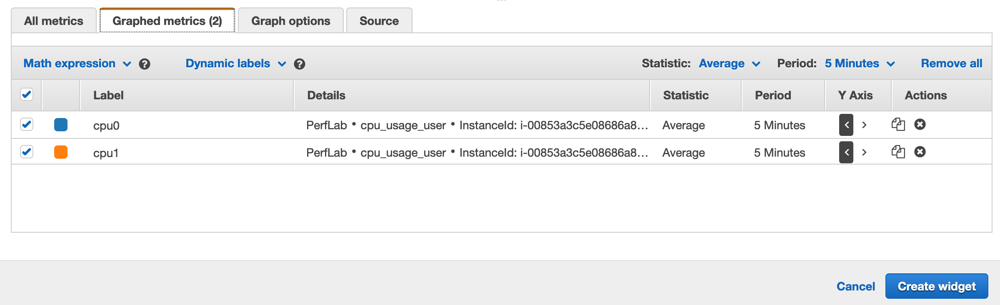 All metrics Graphed metrics (2) Graph options Source
Math expression ? Dynamic labels ? Statistic: Average Period: 5 Minutes Remove all
Label Details Statistic Period Y Axis Actions
cpu0 PerfLab • cpu_usage_user • InstanceId: i-00853a3c5e08686a8... Average 5 Minutes < >
cpu1 PerfLab • cpu_usage_user • InstanceId: i-00853a3c5e08686a8... Average 5 Minutes < >
Cancel Create widget